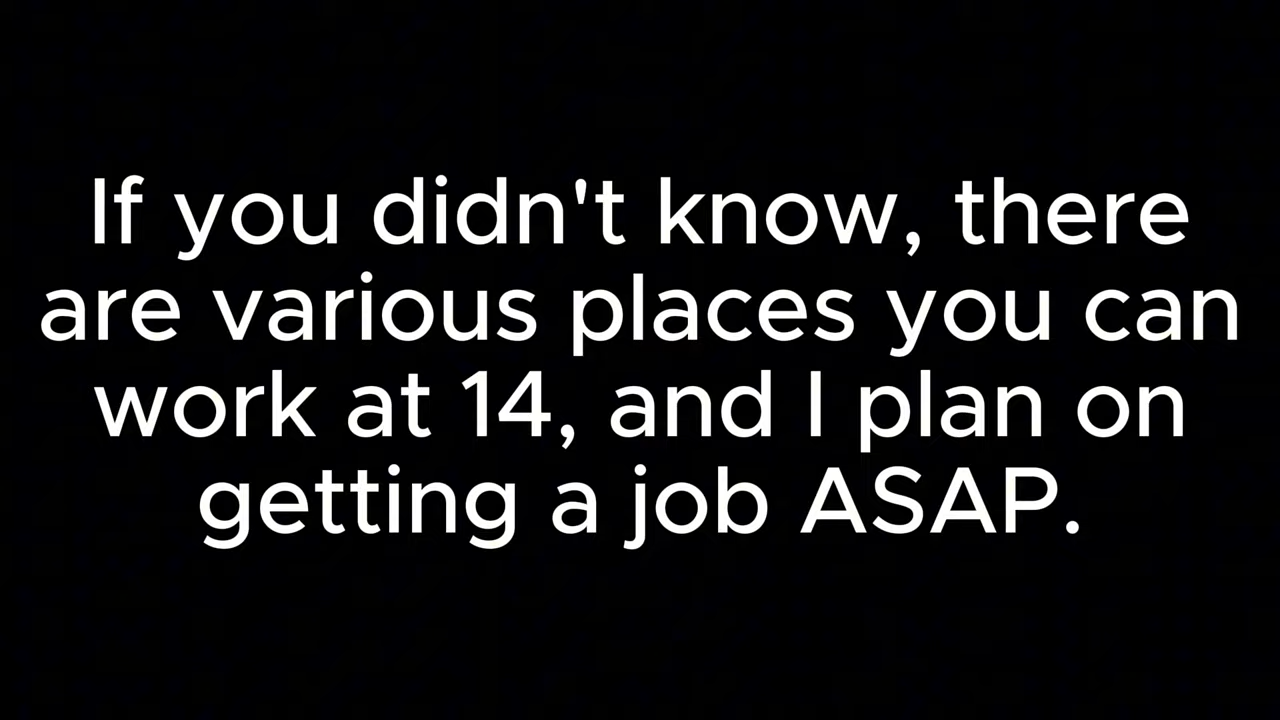 If you didn't know, there
are various places you can
work at 14, and I plan on
getting a job ASAP.